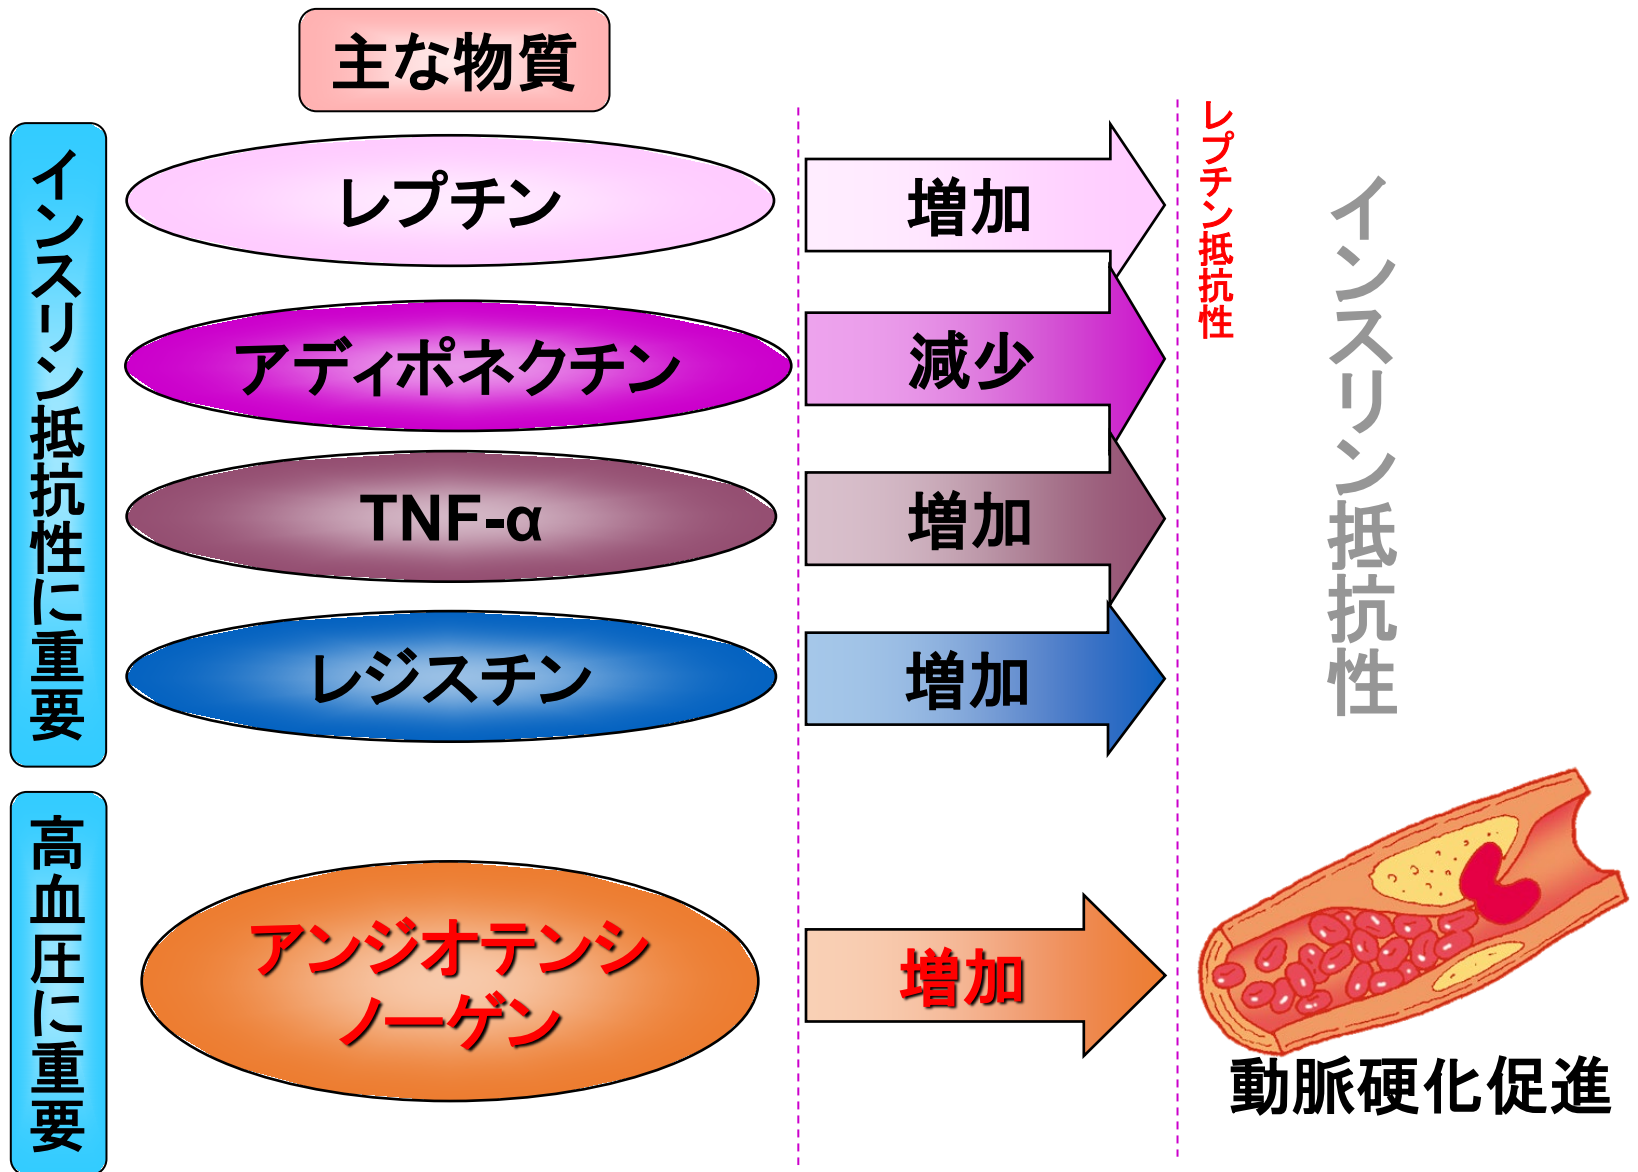 主な物質
インスリン抵抗性に重要
レプチン
増加
レプチン抵抗性
アディポネクチン
減少
TNF-α
増加
レジスチン
増加
インスリン抵抗性
高血圧に重要
アンジオテンシ
ノーゲン
増加
動脈硬化促進